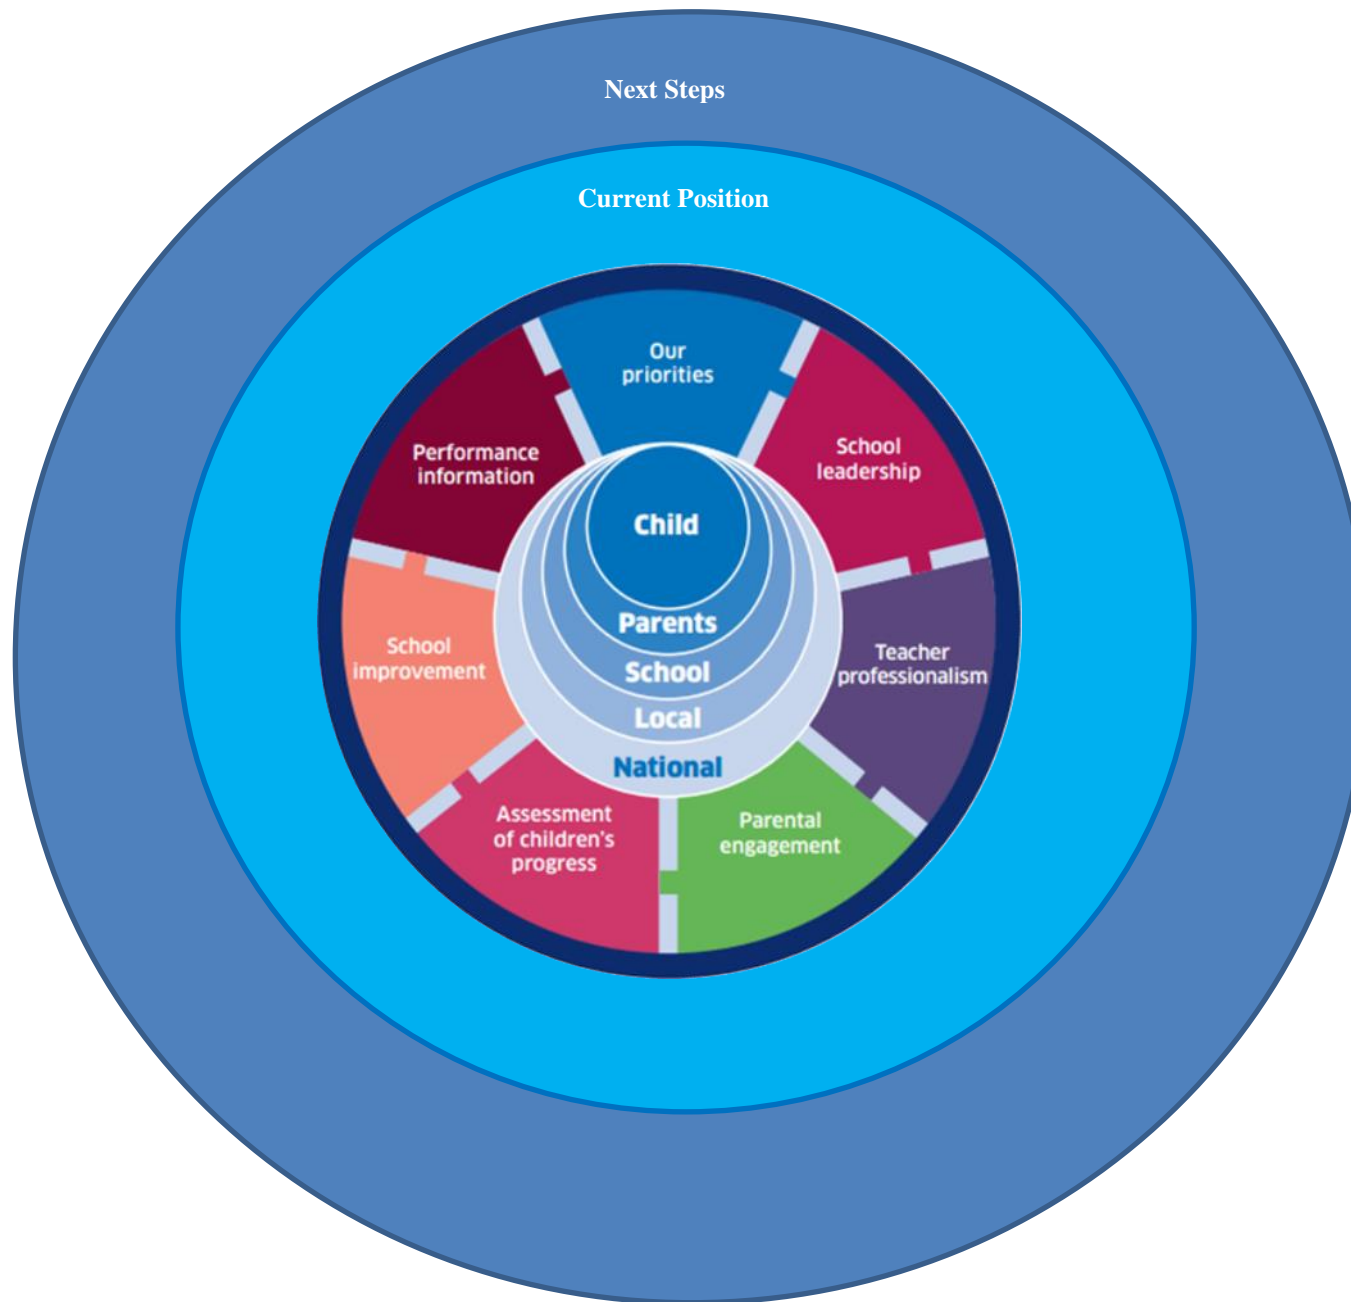 Next Steps
Current Position
Our
priorities
School
leadership
Performance
information
Child
Parents
School
Local
National
School
improvement
Teacher
professionalism
Assessment
of children's
progress
Parental
engagement